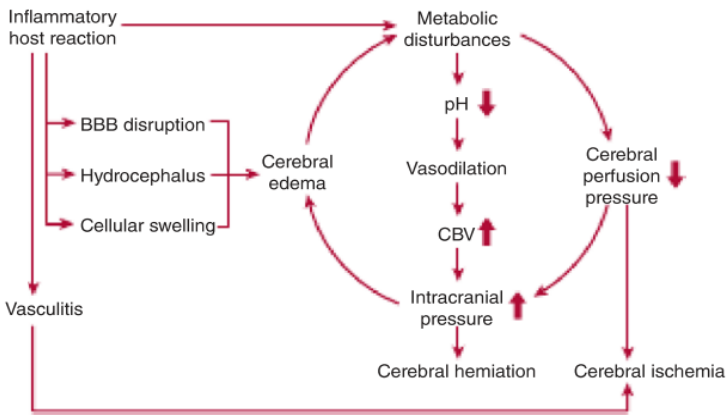 Inflammatory
host reaction
Metabolic
disturbances
BBB disruption
Hydrocephalus
Cellular swelling
Cerebral
edema
pH
Vasodilation
CBV
Intracranial
pressure
Cerebral
perfusion
pressure
Vasculitis
Cerebral hemiation
Cerebral ischemia